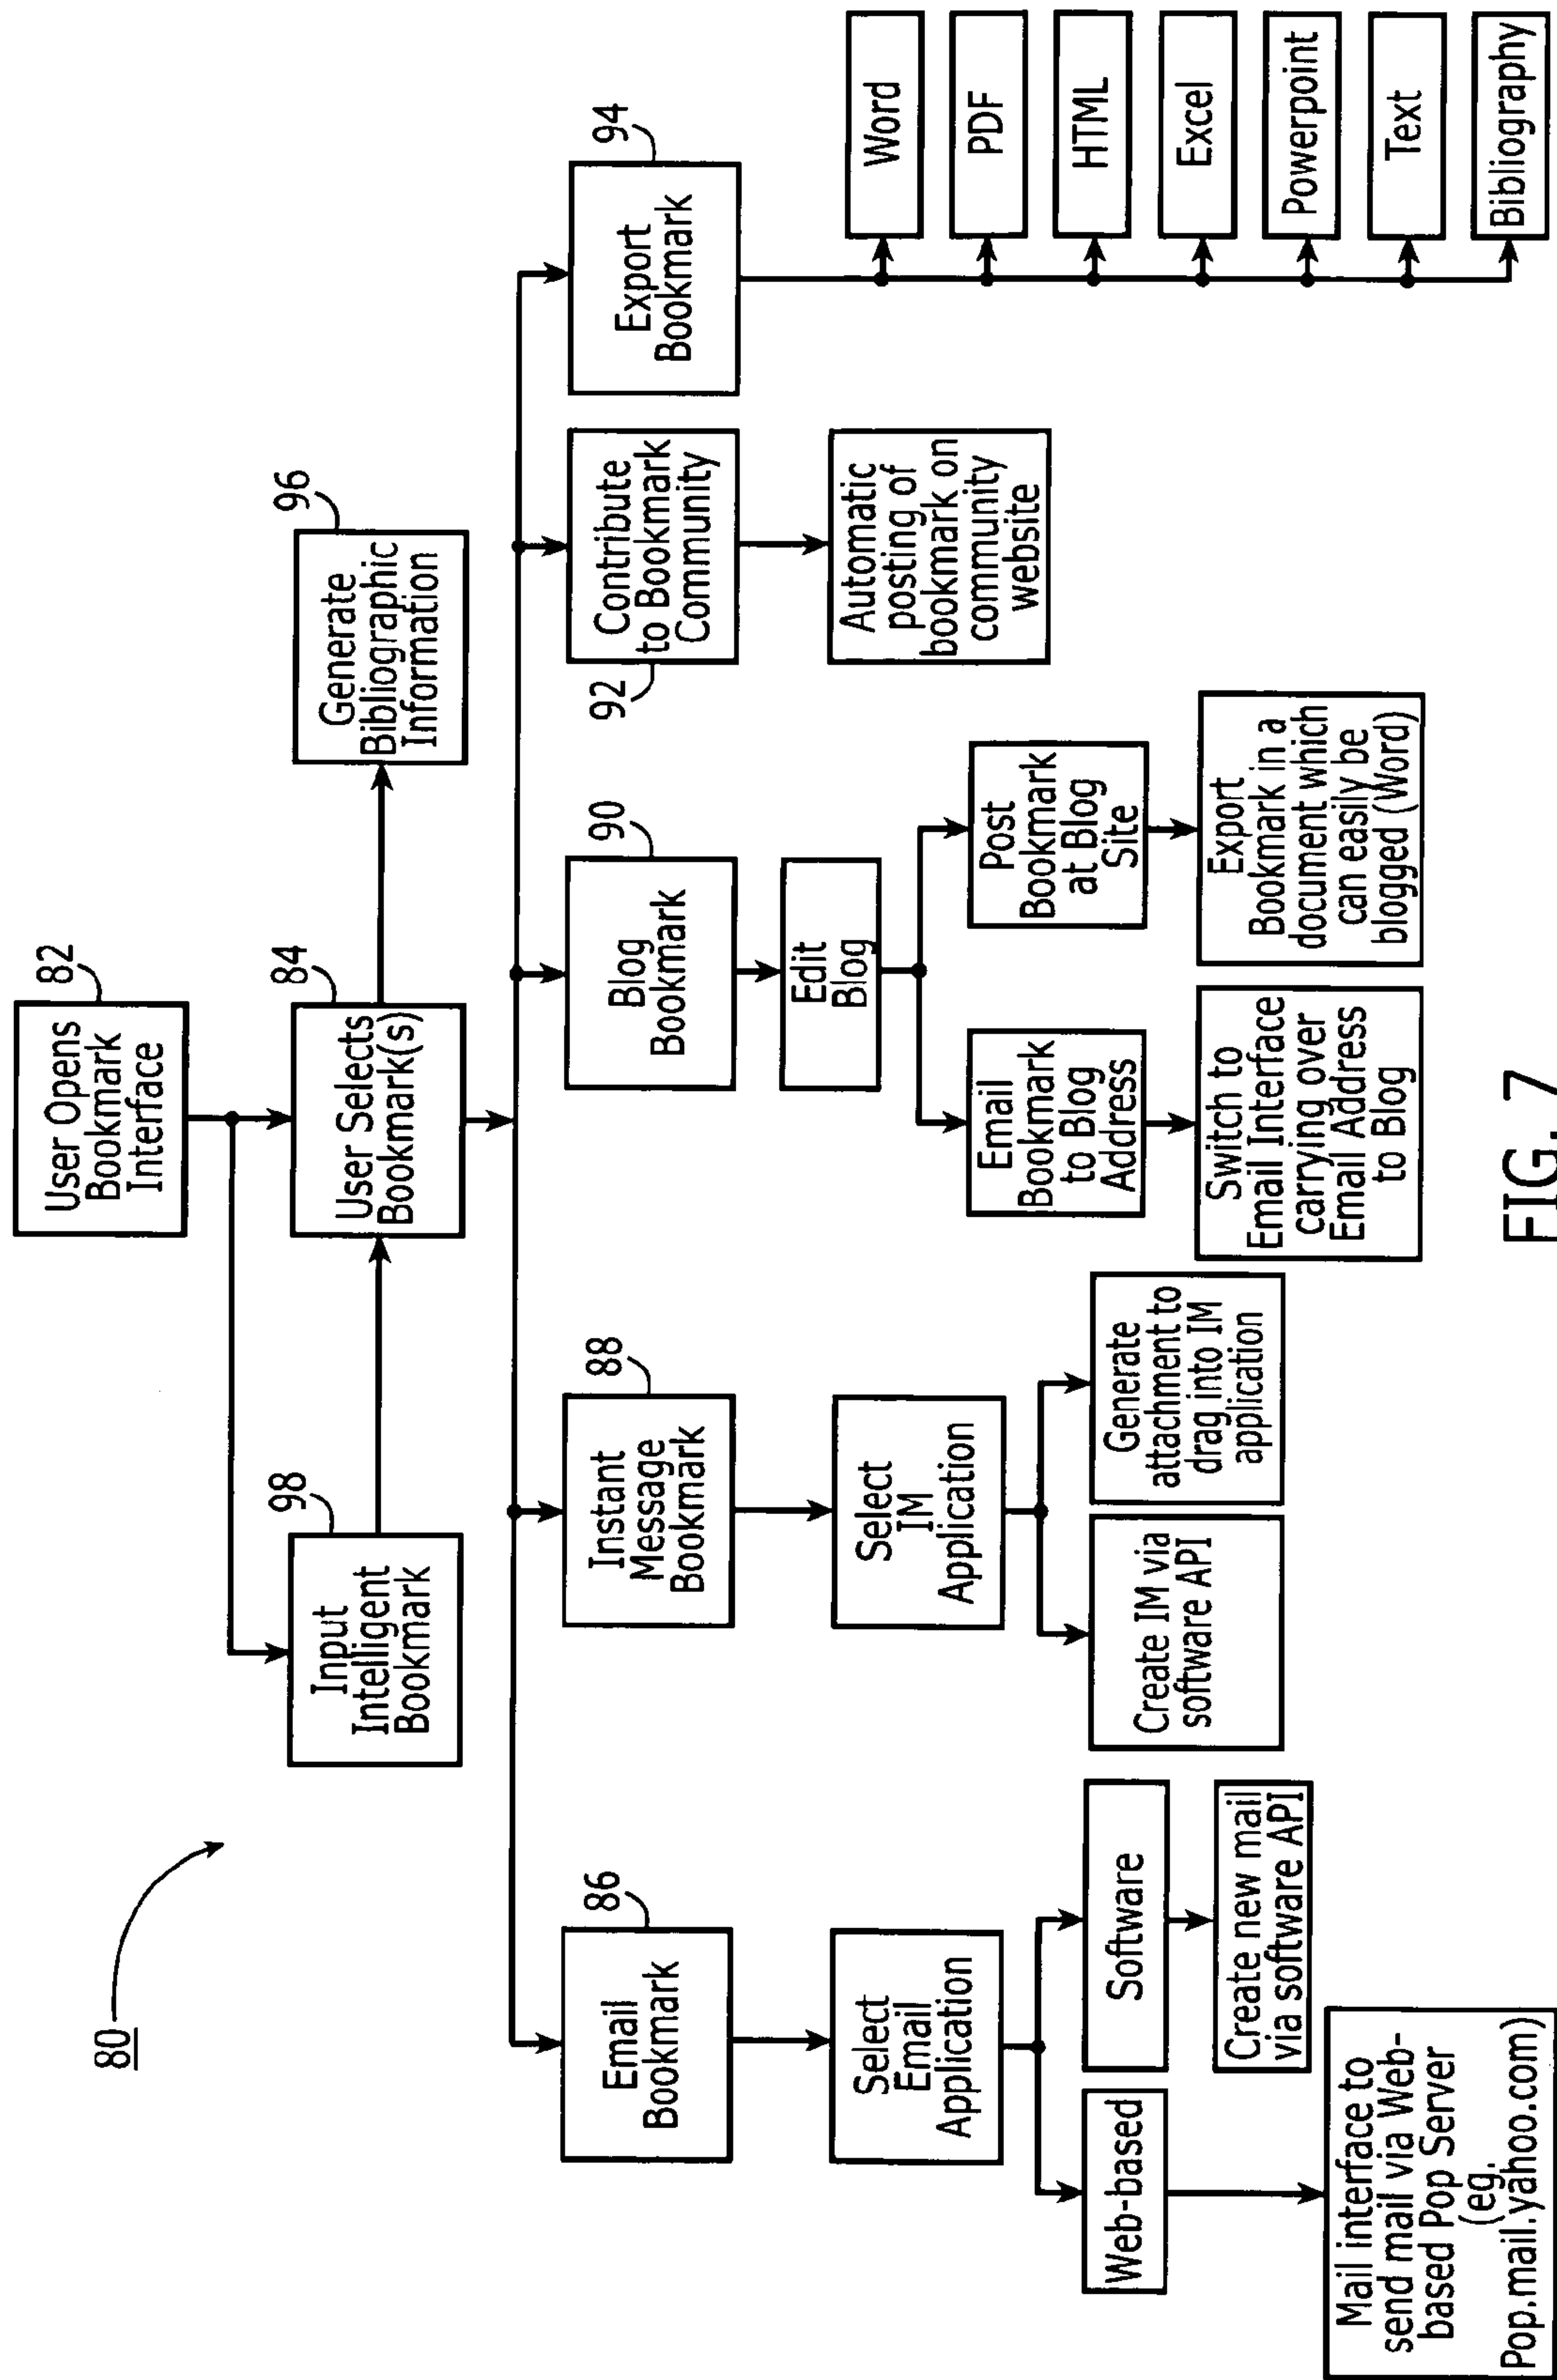 80
User Opens
Bookmark
Interface
82
Input
Intelligent
Bookmark
98
User Selects
Bookmark(s)
84
Generate
Bibliographic
Information
96
Email
Bookmark
86
Instant
Message
Bookmark
88
Blog
Bookmark
90
Contribute
to Bookmark
Community
92
Export
Bookmark
94
Select
Email
Application
Web-based
Software
Mail interface to
send mail via Web-
based Pop Server
(eg.
Pop.mail.yahoo.com)
Create new mail
via software API
Select
IM
Application
Create IM via
software API
Generate
attachment to
drag into IM
application
Edit
Blog
Email
Bookmark
to Blog
Address
Post
Bookmark
at Blog
Site
Switch to
Email Interface
carrying over
Email Address
to Blog
Export
Bookmark in a
document which
can easily be
blogged (Word)
Automatic
posting of
bookmark on
community
website
Word
PDF
HTML
Excel
Powerpoint
Text
Bibliography
FIG. 7